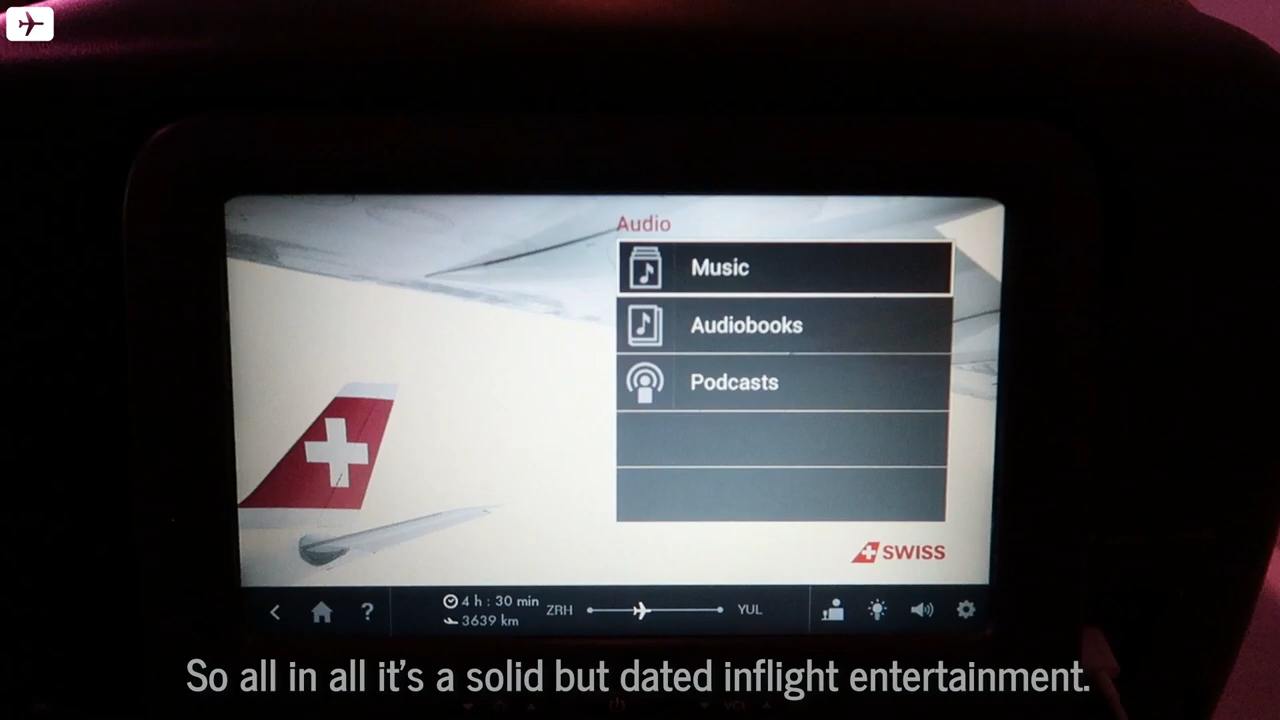 Audio
Music
Audiobooks
Podcasts
SWISS
4 h : 30 min
3639 km
ZRH
YUL
?
So all in all it's a solid but dated inflight entertainment.
VOL